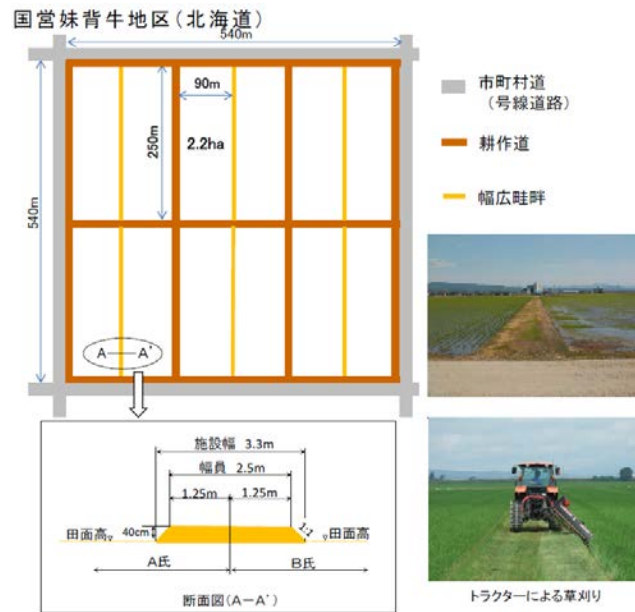 国営妹背牛地区(北海道)
540m
90m
250m
2.2ha
540m
市町村道
(号線道路)
耕作道
幅広畦畔
A A'
施設幅 3.3m
幅員 2.5m
1.25m 1.25m
田面高 40cm 1:1 田面高
A氏 B氏
断面図(A-A')
トラクターによる草刈り